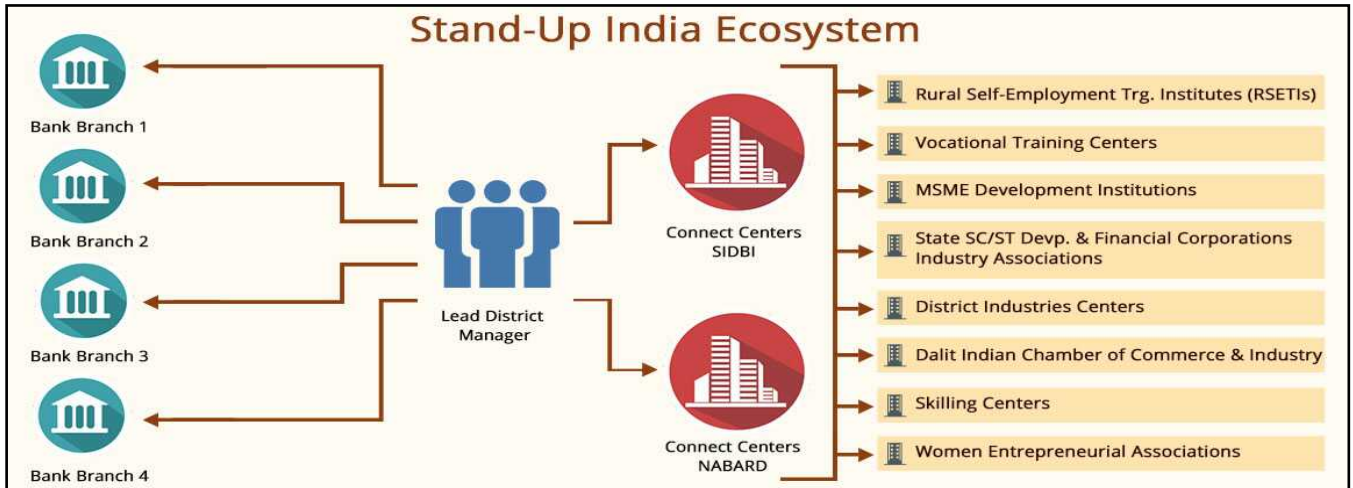 Stand-Up India Ecosystem
Bank Branch 1
Bank Branch 2
Bank Branch 3
Bank Branch 4
Lead District
Manager
Connect Centers
SIDBI
Connect Centers
NABARD
Rural Self-Employment Trg. Institutes (RSETIs)
Vocational Training Centers
MSME Development Institutions
State SC/ST Devp. & Financial Corporations
Industry Associations
District Industries Centers
Dalit Indian Chamber of Commerce & Industry
Skilling Centers
Women Entrepreneurial Associations